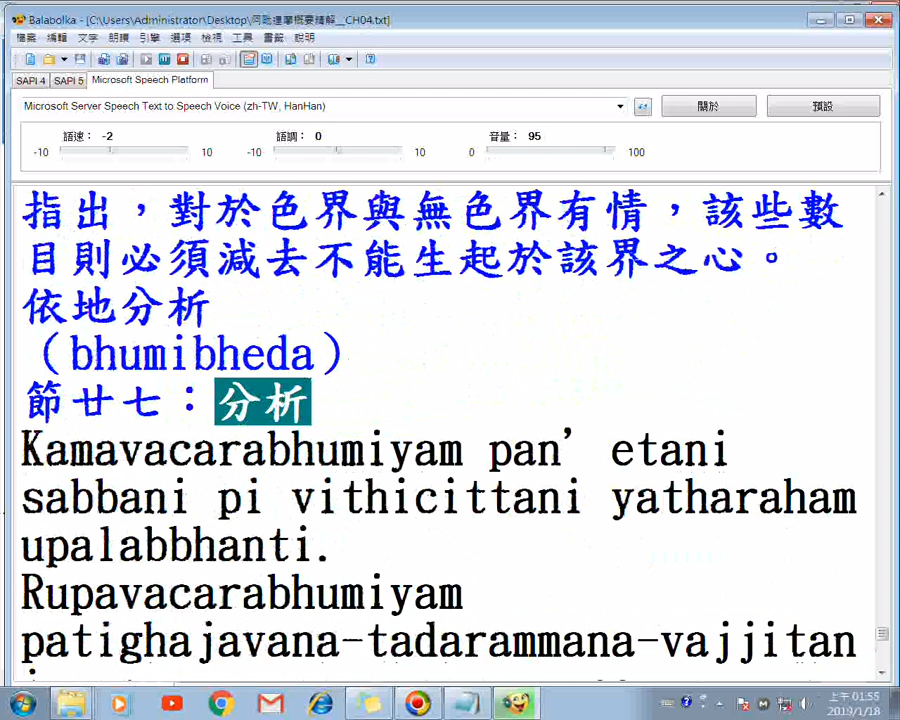 Balabolka - [C:\Users\Administrator\Desktop\阿毗達摩概要精解__CH04.txt]
檔案 編輯 文字 朗讀 引擎 選項 檢視 工具 書籤 說明
SAPI 4 SAPI 5 Microsoft Speech Platform
Microsoft Server Speech Text to Speech Voice (zh-TW, HanHan) 關於 預設
語速： -2 語調： 0 音量： 95
-10 10 -10 10 0 100
指出，對於色界與無色界有情，該些數
目則必須減去不能生起於該界之心。
依地分析
（bhumibheda）
節廿七：分析
Kamavacarabhumiyam pan’ etani
sabbani pi vithicittani yatharaham
upalabbhanti.
Rupavacarabhumiyam
patighajavana-tadarammana-vajjitan
上午 01:55
2019/1/18